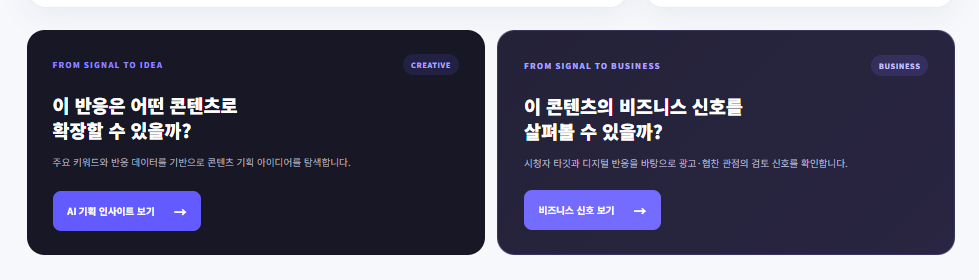 FROM SIGNAL TO IDEA
CREATIVE
이 반응은 어떤 콘텐츠로
확장할 수 있을까?
주요 키워드와 반응 데이터를 기반으로 콘텐츠 기획 아이디어를 탐색합니다.
AI 기획 인사이트 보기 →
FROM SIGNAL TO BUSINESS
BUSINESS
이 콘텐츠의 비즈니스 신호를
살펴볼 수 있을까?
시청자 타깃과 디지털 반응을 바탕으로 광고·협찬 관점의 검토 신호를 확인합니다.
비즈니스 신호 보기 →